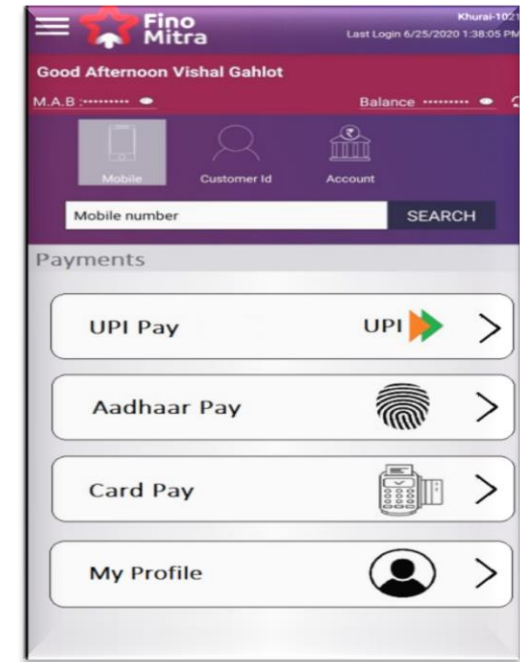 Fino
Mitra
Khurai-1021
Last Login 6/25/2020 1:38:05 PM
Good Afternoon Vishal Gahlot
M.A.B :•••••••••
Balance •••••••••
Mobile
Customer Id
Account
Mobile number
SEARCH
Payments
UPI Pay
UPI
Aadhaar Pay
Card Pay
My Profile